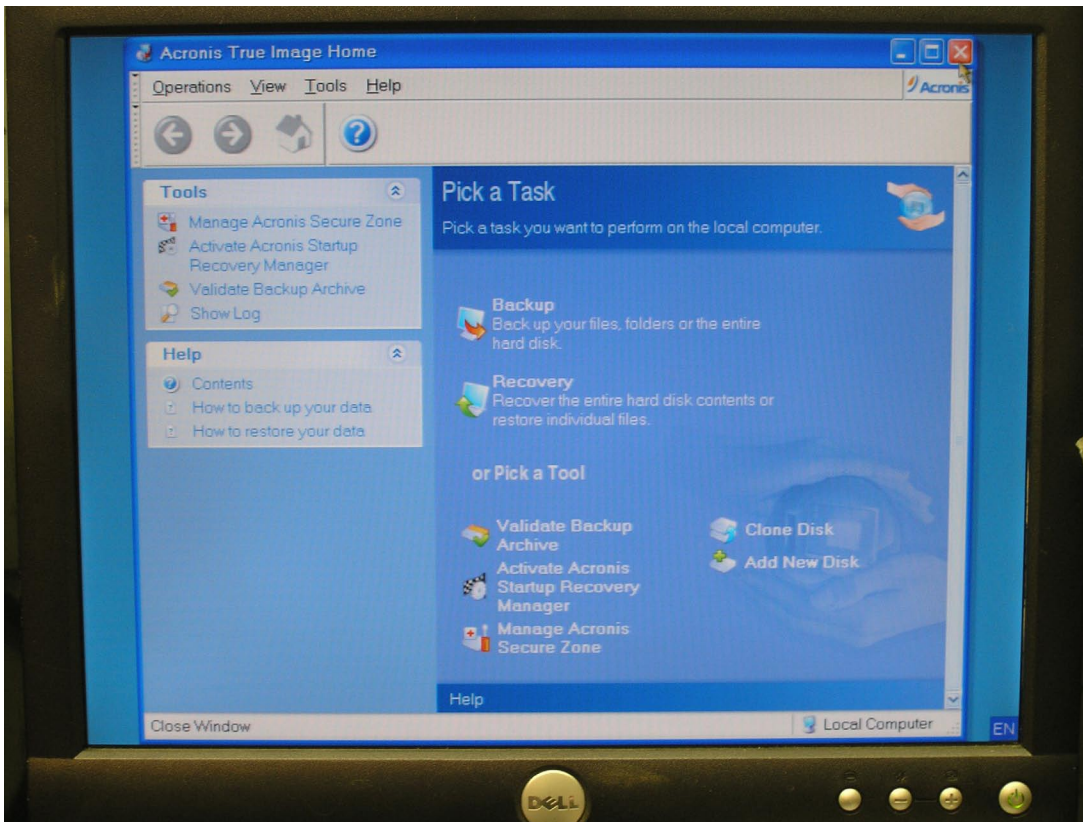 Acronis True Image Home
Operations View Tools Help
Acronis
Tools
Manage Acronis Secure Zone
Activate Acronis Startup
Recovery Manager
Validate Backup Archive
Show Log
Help
Contents
How to back up your data
How to restore your data
Pick a Task
Pick a task you want to perform on the local computer.
Backup
Back up your files, folders or the entire
hard disk.
Recovery
Recover the entire hard disk contents or
restore individual files.
or Pick a Tool
Validate Backup
Archive
Activate Acronis
Startup Recovery
Manager
Manage Acronis
Secure Zone
Clone Disk
Add New Disk
Help
Close Window
Local Computer
EN
DELL